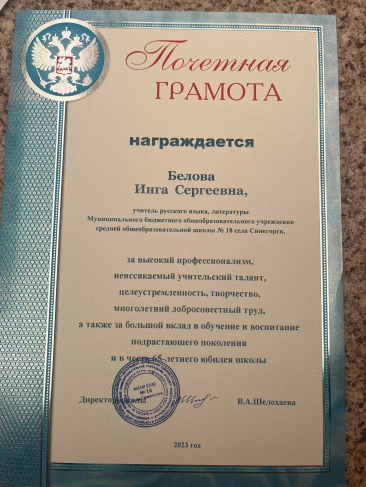 Почетная
ГРАМОТА
награждается
Белова
Инга Сергеевна,
учитель русского языка, литературы
Муниципального бюджетного общеобразовательного учреждения
средней общеобразовательной школы № 18 села Синегорск,
за высокий профессионализм,
неиссякаемый учительский талант,
целеустремленность, творчество,
многолетний добросовестный труд,
а также за большой вклад в обучение и воспитание
подрастающего поколения
и в честь 65-летнего юбилея школы
Директор школы
В.А.Шелохаева
2023 год